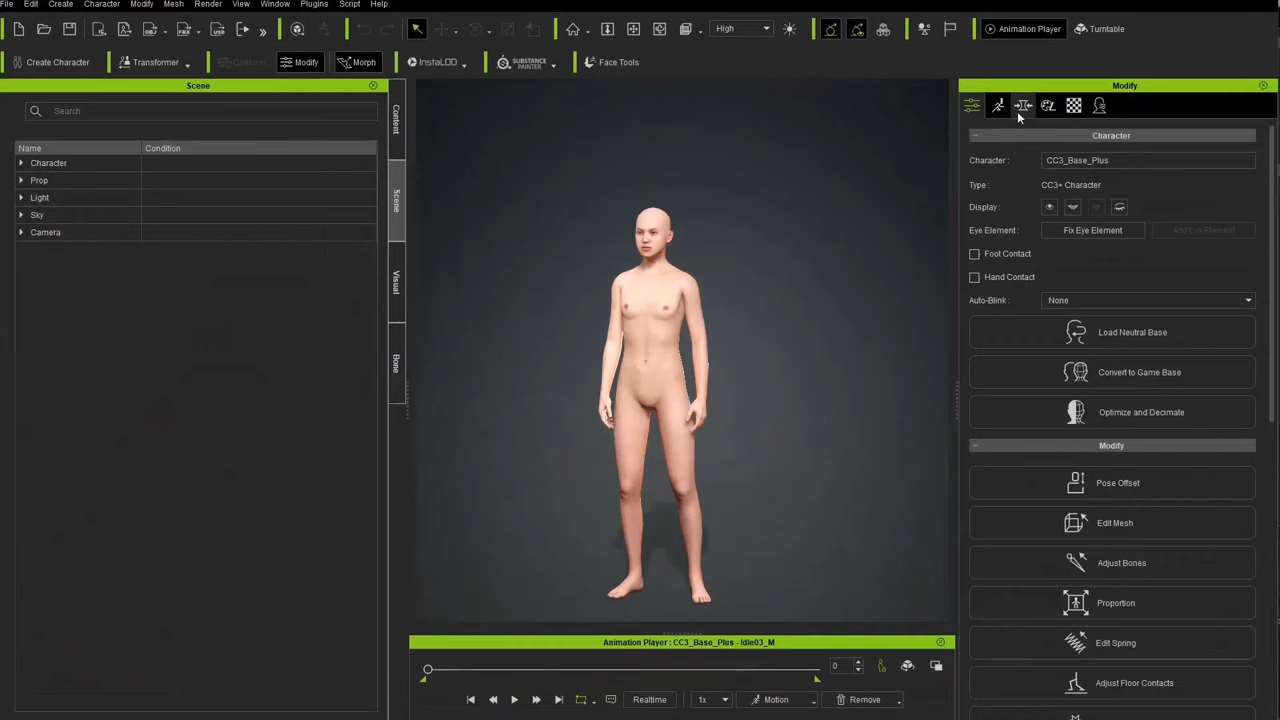 File Edit Create Character Modify Mesh Render View Window Plugins Script Help
High
Animation Player
Turntable
Create Character
Transformer
Conform
Modify
Morph
InstaLOD
SUBSTANCE PAINTER
Face Tools
Scene
Search
Name Condition
Character
Prop
Light
Sky
Camera
Content
Scene
Visual
Bone
Modify
Character
Character : CC3_Base_Plus
Type : CC3+ Character
Display :
Eye Element : Fix Eye Element Add Eye Element
Foot Contact
Hand Contact
Auto-Blink : None
Load Neutral Base
Convert to Game Base
Optimize and Decimate
Modify
Pose Offset
Edit Mesh
Adjust Bones
Proportion
Edit Spring
Adjust Floor Contacts
Animation Player : CC3_Base_Plus - Idle03_M
0
Realtime 1x Motion Remove